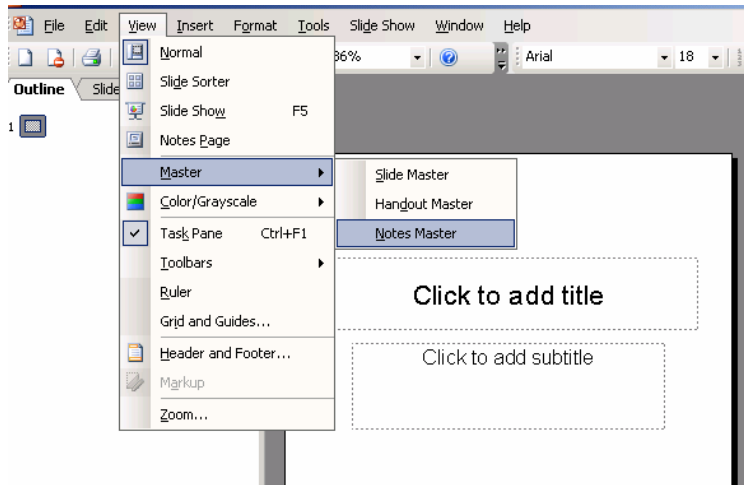 File Edit View Insert Format Tools Slide Show Window Help
36% Arial 18
Outline Slide
1
Normal
Slide Sorter
Slide Show F5
Notes Page
Master
Color/Grayscale
Task Pane Ctrl+F1
Toolbars
Ruler
Grid and Guides...
Header and Footer...
Markup
Zoom...
Slide Master
Handout Master
Notes Master
Click to add title
Click to add subtitle